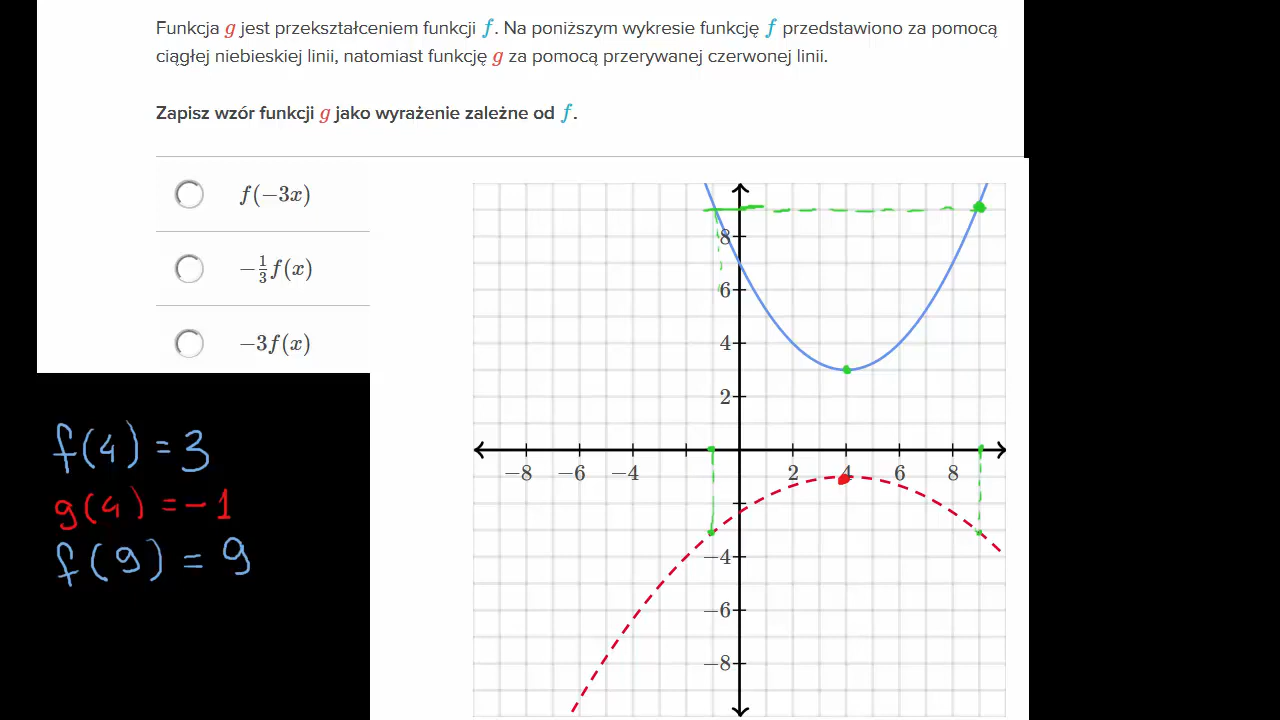 Funkcja g jest przekształceniem funkcji f. Na poniższym wykresie funkcję f przedstawiono za pomocą
ciągłej niebieskiej linii, natomiast funkcję g za pomocą przerywanej czerwonej linii.
Zapisz wzór funkcji g jako wyrażenie zależne od f.
f(−3x)
−1/3 f(x)
−3f(x)
f(4) = 3
g(4) = −1
f(9) = 9
8
6
4
2
−8 −6 −4 2 4 6 8
−4
−6
−8